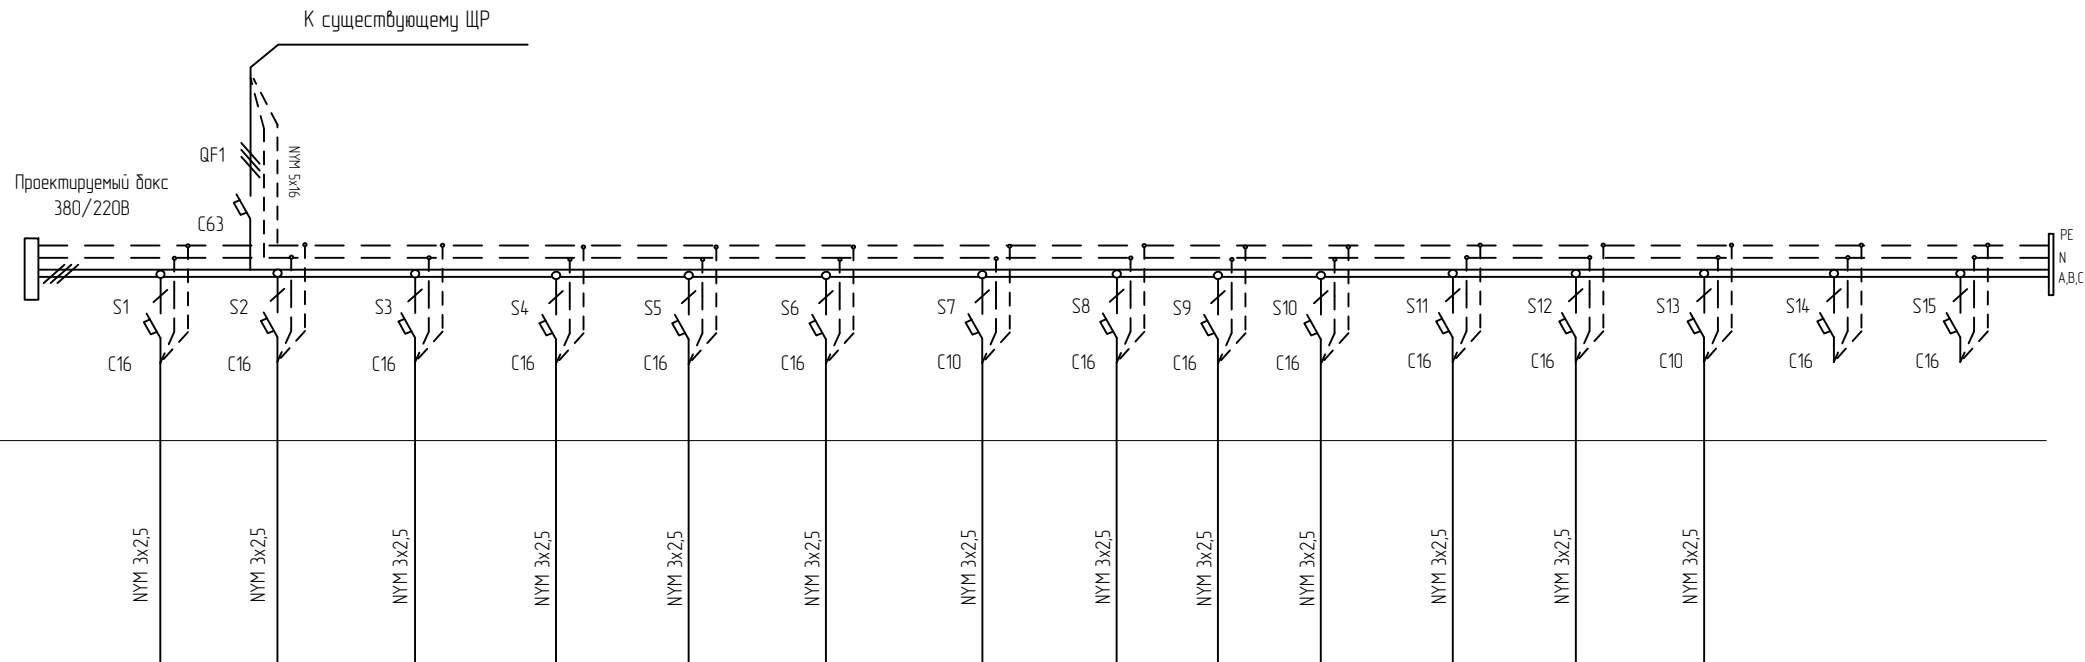 К существующему ЩР
QF1
NYM 5x16
Проектируемый бокс
380/220В
C63
PE
N
A,B,C
S1
S2
S3
S4
S5
S6
S7
S8
S9
S10
S11
S12
S13
S14
S15
C16
C16
C16
C16
C16
C16
C10
C16
C16
C16
C16
C16
C10
C16
C16
NYM 3x2,5
NYM 3x2,5
NYM 3x2,5
NYM 3x2,5
NYM 3x2,5
NYM 3x2,5
NYM 3x2,5
NYM 3x2,5
NYM 3x2,5
NYM 3x2,5
NYM 3x2,5
NYM 3x2,5
NYM 3x2,5